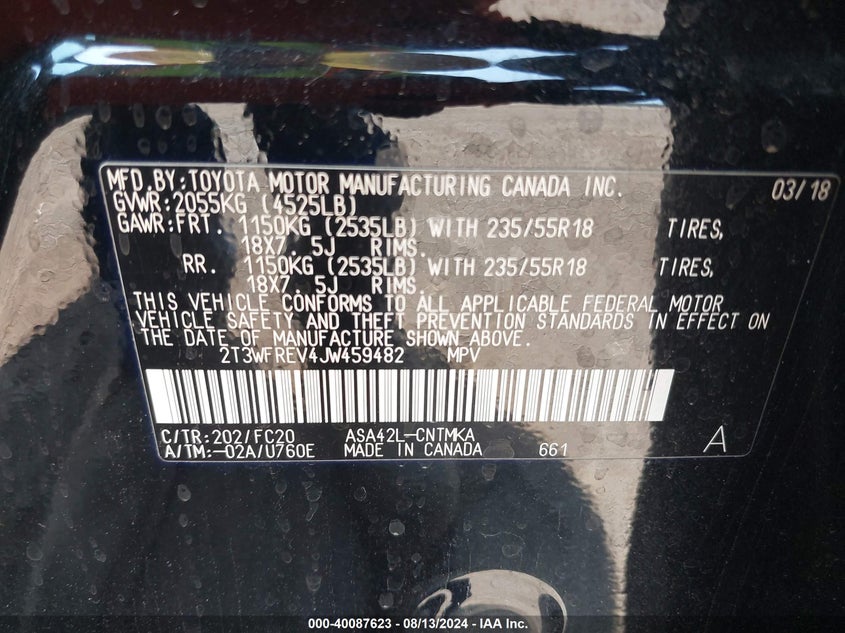 MFD.BY:TOYOTA MOTOR MANUFACTURING CANADA INC. 03/18
GVWR:2055KG (4525LB)
GAWR:FRT. 1150KG (2535LB) WITH 235/55R18 TIRES,
18X7. 5J RIMS.
RR. 1150KG (2535LB) WITH 235/55R18 TIRES,
18X7. 5J RIMS.
THIS VEHICLE CONFORMS TO ALL APPLICABLE FEDERAL MOTOR
VEHICLE SAFETY AND THEFT PREVENTION STANDARDS IN EFFECT ON
THE DATE OF MANUFACTURE SHOWN ABOVE.
2T3WFREV4JW459482 MPV
C/TR:202/FC20 ASA42L-CNTMKA
A/TM:-02A/U760E MADE IN CANADA 661 A
000-40087623 - 08/13/2024 - IAA Inc.